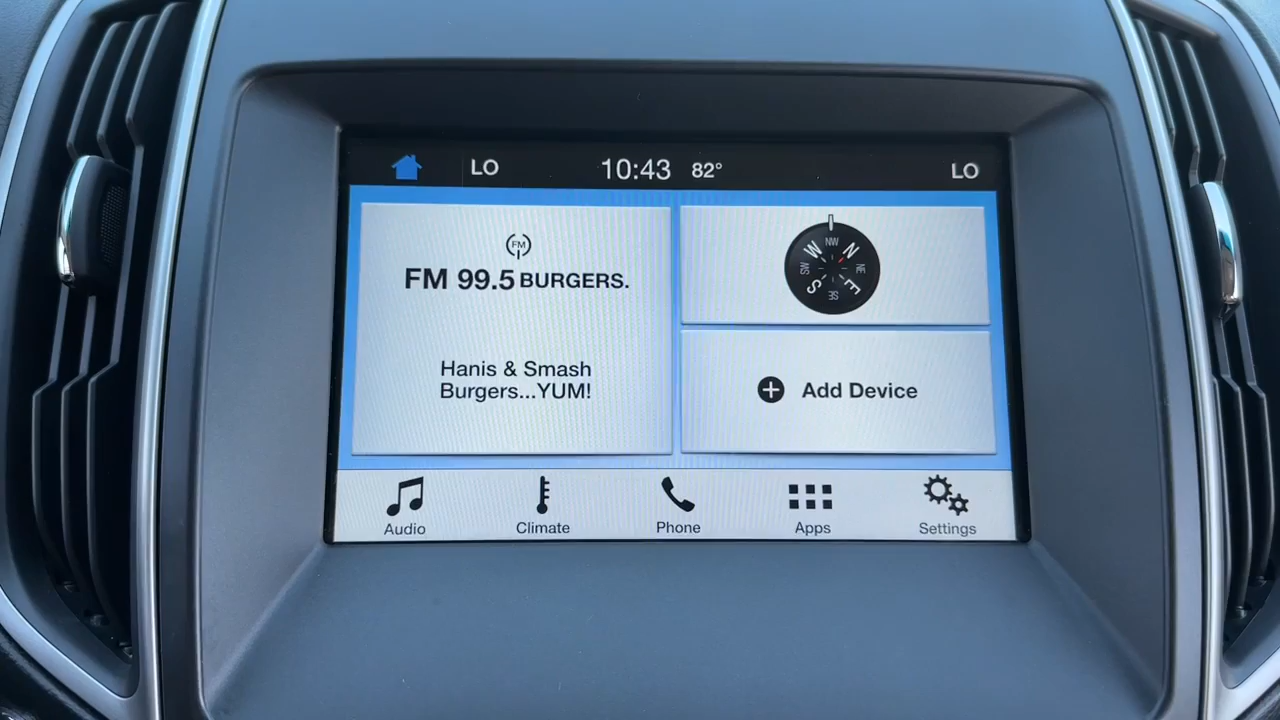 LO 10:43 82° LO
FM
FM 99.5 BURGERS.
Hanis & Smash
Burgers...YUM!
NW
W N
SW NE
S E
SE
Add Device
Audio Climate Phone Apps Settings